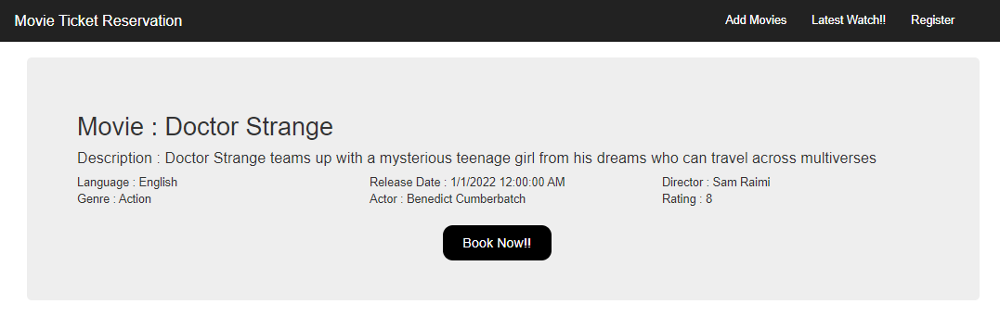 Movie Ticket Reservation Add Movies Latest Watch!! Register
Movie : Doctor Strange
Description : Doctor Strange teams up with a mysterious teenage girl from his dreams who can travel across multiverses
Language : English Release Date : 1/1/2022 12:00:00 AM Director : Sam Raimi
Genre : Action Actor : Benedict Cumberbatch Rating : 8
Book Now!!